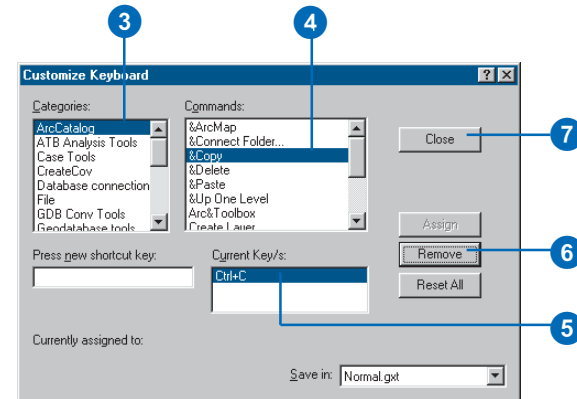 3
4
Customize Keyboard
Categories:
Commands:
ArcCatalog
ATB Analysis Tools
Case Tools
CreateCov
Database connection
File
GDB Conv Tools
Geodatabase tools
&ArcMap
&Connect Folder...
&Copy
&Delete
&Paste
&Up One Level
Arc&Toolbox
Create Layer
Close
7
Assign
Remove
6
Reset All
Press new shortcut key:
Current Key/s:
Ctrl+C
5
Currently assigned to:
Save in:
Normal.gxt